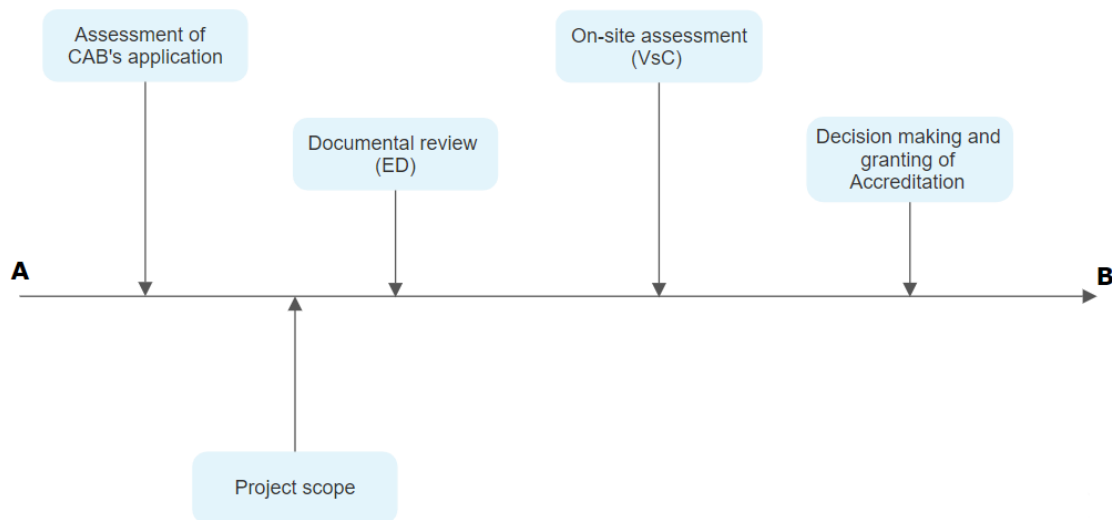 Assessment of
CAB's application
On-site assessment
(VsC)
Documental review
(ED)
Decision making and
granting of
Accreditation
A
B
Project scope